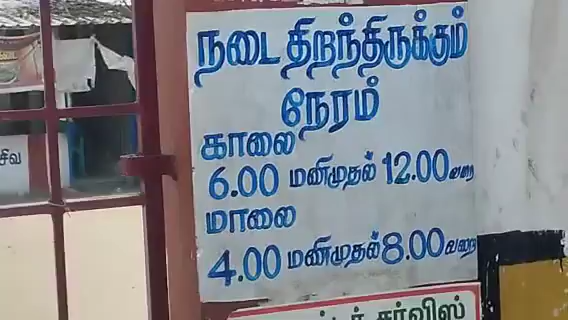 நடை திறந்திருக்கும்
நேரம்
காலை
6.00 மணிமுதல் 12.00 வரை
மாலை
4.00 மணிமுதல் 8.00 வரை
சர்விஸ்
சிவ